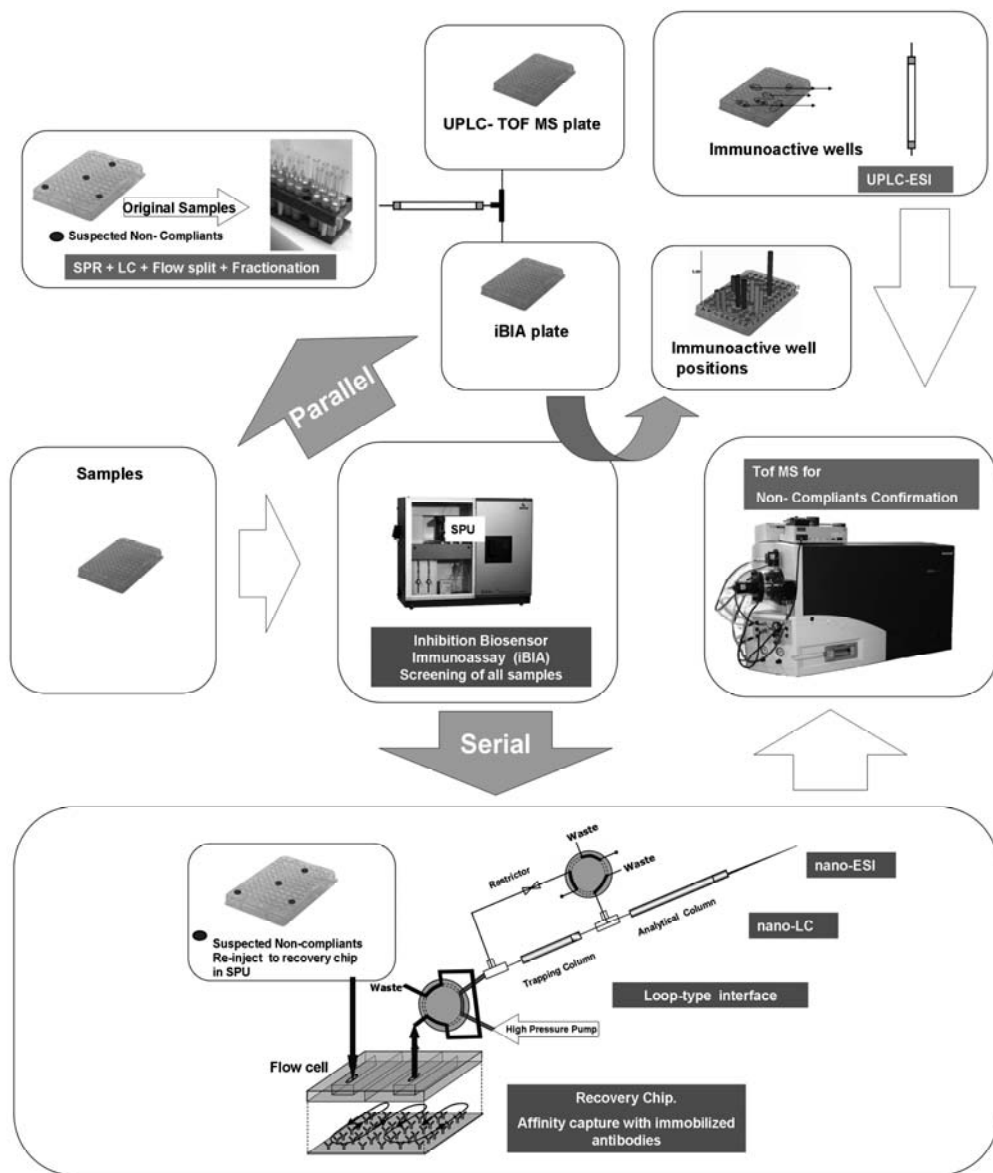 UPLC- TOF MS plate
Immunoactive wells
UPLC-ESI
Original Samples
Suspected Non- Compliants
SPR + LC + Flow split + Fractionation
iBIA plate
5.00
Immunoactive well
positions
Parallel
Samples
SPU
Inhibition Biosensor
Immunoassay (iBIA)
Screening of all samples
Tof MS for
Non- Compliants Confirmation
Serial
Waste
Waste
Restrictor
nano-ESI
Analytical Column
nano-LC
Suspected Non-compliants
Re-inject to recovery chip
in SPU
Trapping Column
Waste
Loop-type interface
High Pressure Pump
Flow cell
Recovery Chip.
Affinity capture with immobilized
antibodies